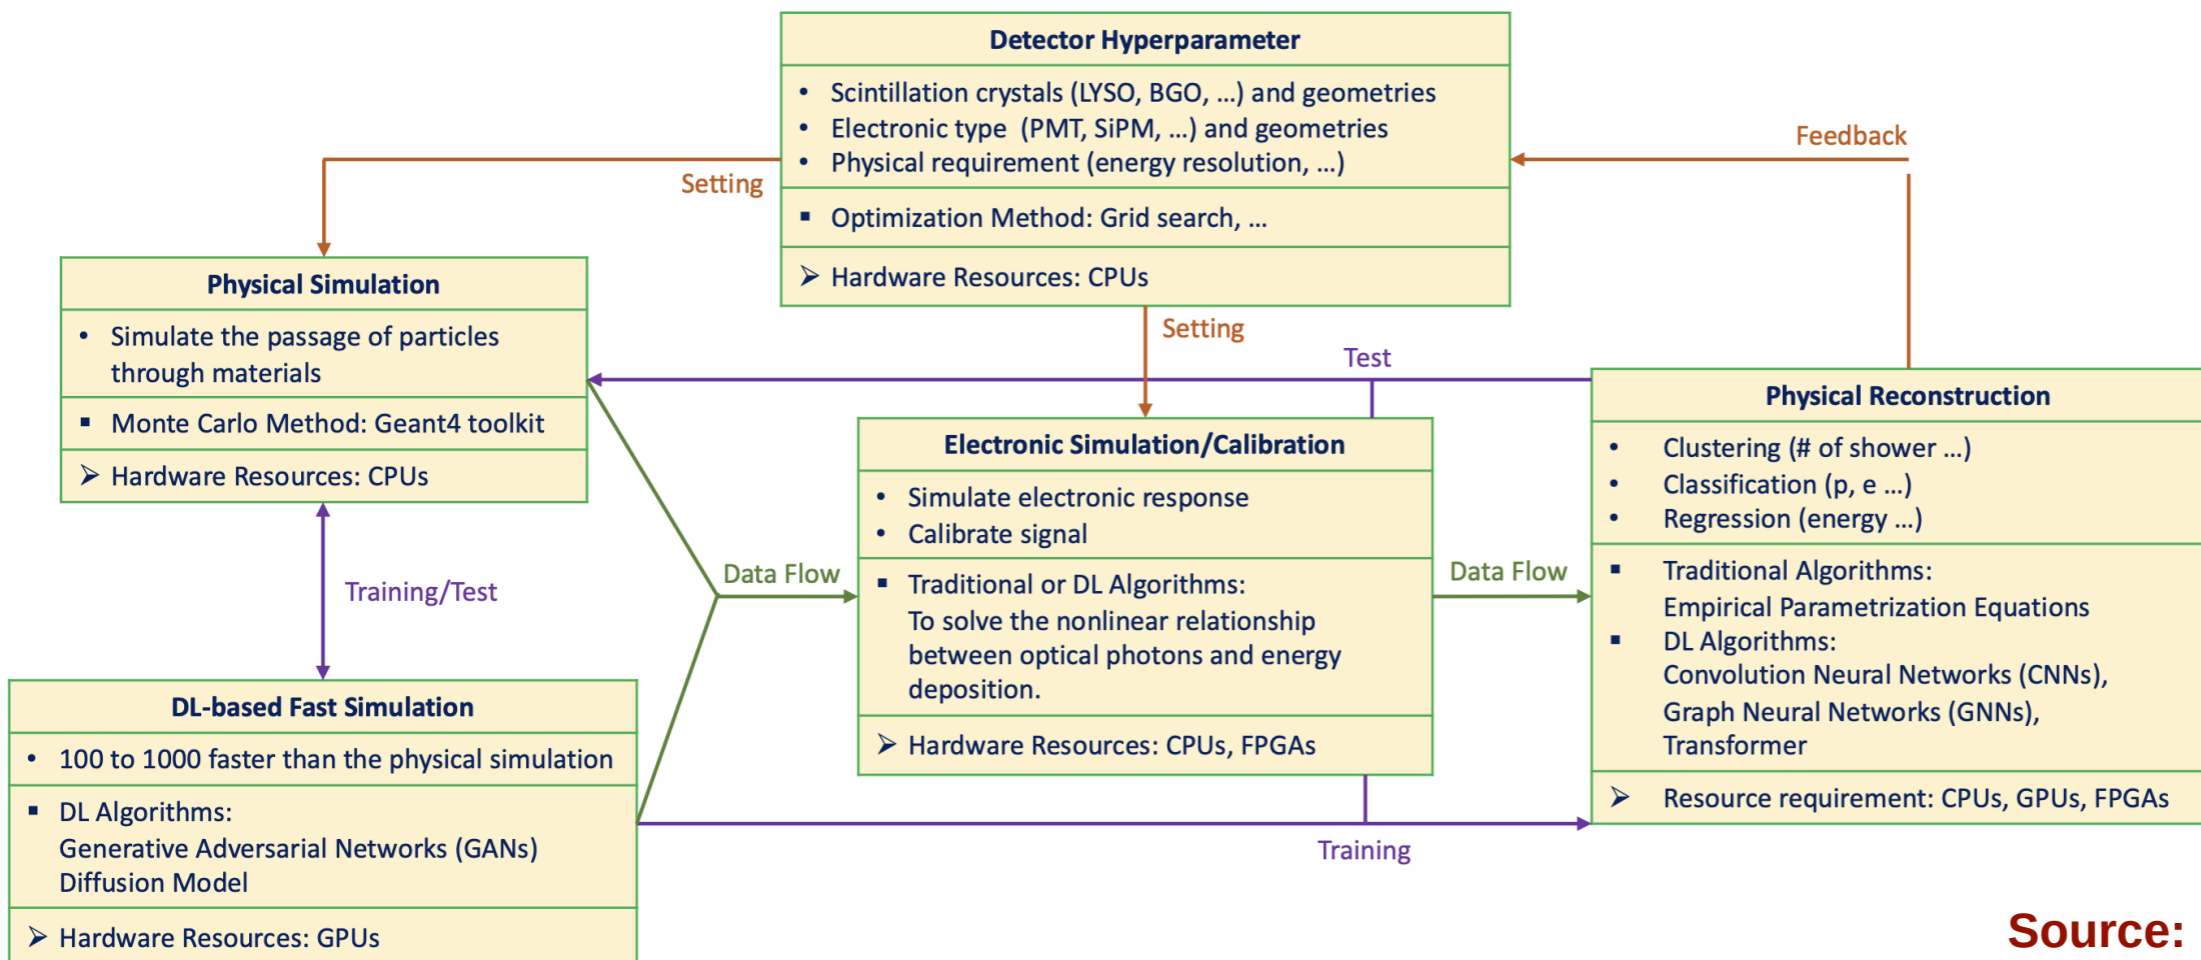 Detector Hyperparameter
• Scintillation crystals (LYSO, BGO, ...) and geometries
• Electronic type (PMT, SiPM, ...) and geometries
• Physical requirement (energy resolution, ...)
▪ Optimization Method: Grid search, ...
➢ Hardware Resources: CPUs
Feedback
Setting
Setting
Physical Simulation
• Simulate the passage of particles
through materials
▪ Monte Carlo Method: Geant4 toolkit
➢ Hardware Resources: CPUs
Test
Training/Test
Data Flow
Electronic Simulation/Calibration
• Simulate electronic response
• Calibrate signal
▪ Traditional or DL Algorithms:
To solve the nonlinear relationship
between optical photons and energy
deposition.
➢ Hardware Resources: CPUs, FPGAs
Data Flow
Physical Reconstruction
• Clustering (# of shower ...)
• Classification (p, e ...)
• Regression (energy ...)
▪ Traditional Algorithms:
Empirical Parametrization Equations
▪ DL Algorithms:
Convolution Neural Networks (CNNs),
Graph Neural Networks (GNNs),
Transformer
➢ Resource requirement: CPUs, GPUs, FPGAs
DL-based Fast Simulation
• 100 to 1000 faster than the physical simulation
▪ DL Algorithms:
Generative Adversarial Networks (GANs)
Diffusion Model
➢ Hardware Resources: GPUs
Training
Source: